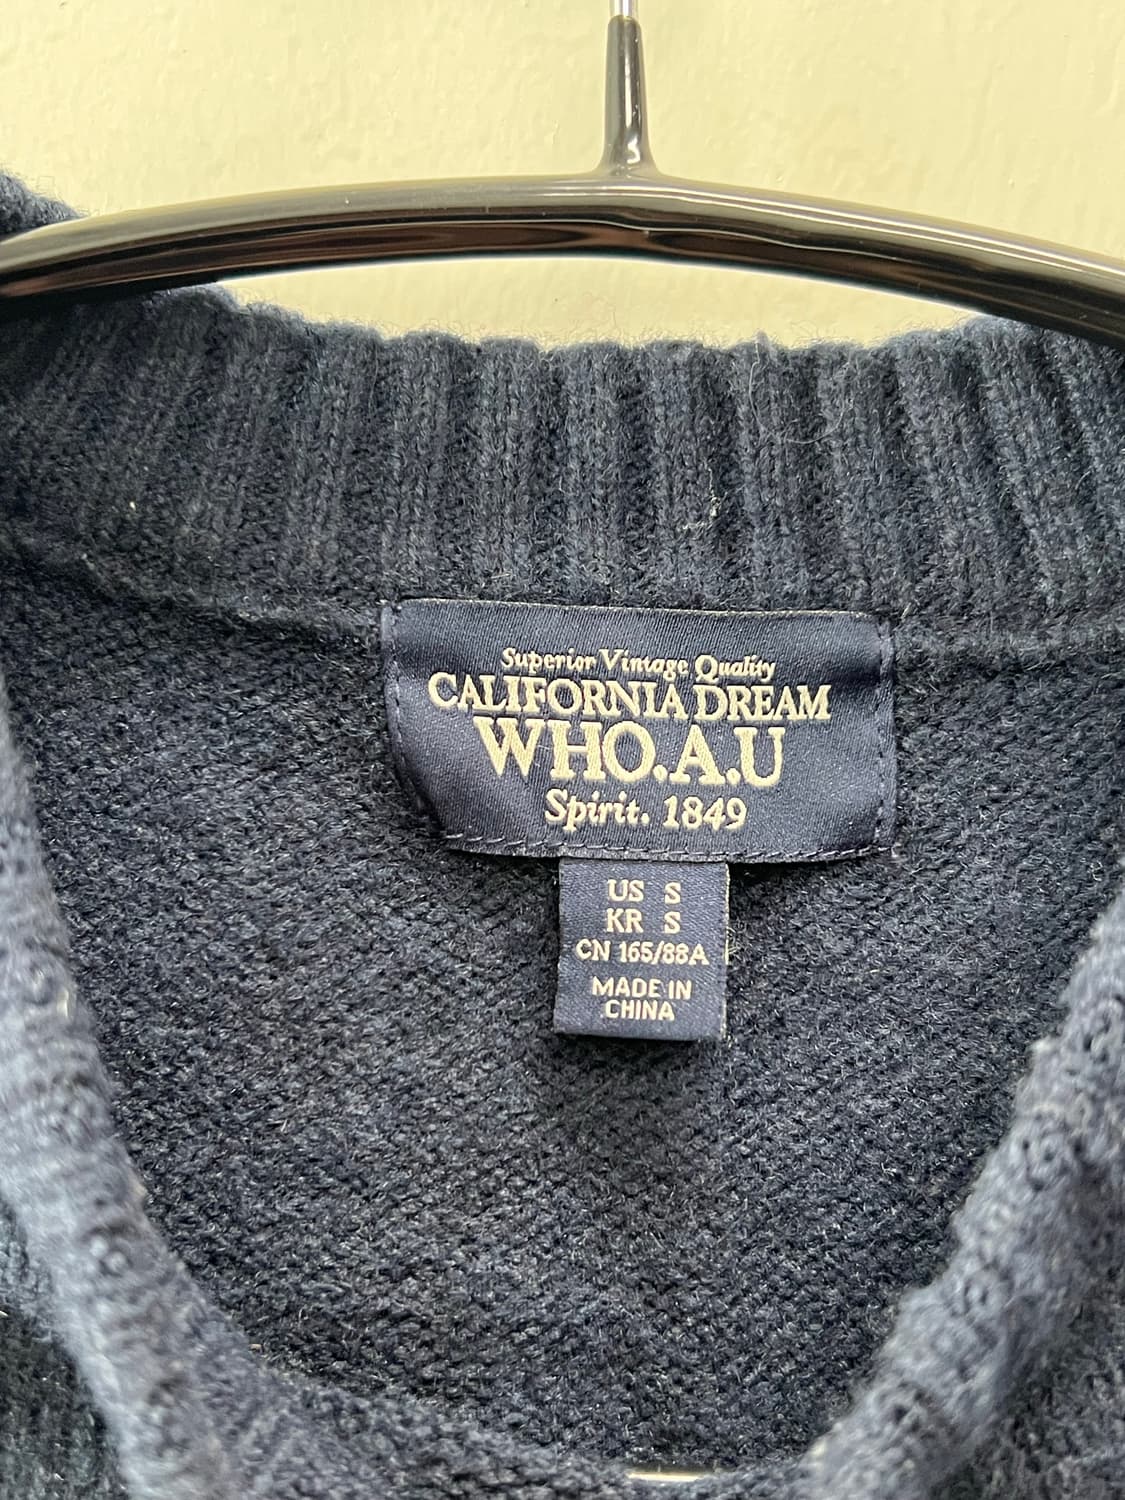 Superior Vintage Quality
CALIFORNIA DREAM
WHO.A.U
Spirit. 1849
US S
KR S
CN 165/88A
MADE IN
CHINA